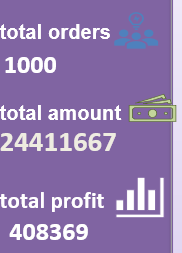 total orders
1000
total amount
24411667
total profit
408369